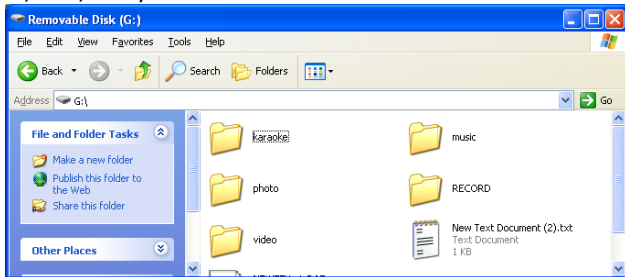 Removable Disk (G:)
File Edit View Favorites Tools Help
Back Search Folders
Address G:\ Go
File and Folder Tasks
Make a new folder
Publish this folder to
the Web
Share this folder
Other Places
karaoke music
photo RECORD
video New Text Document (2).txt
Text Document
1 KB